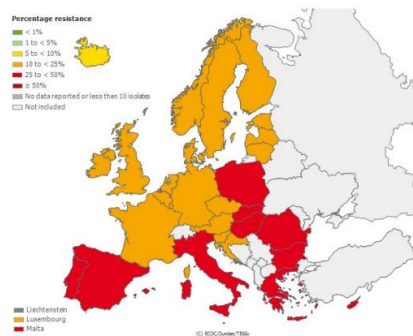 Percentage resistance
< 1%
1 to < 5%
5 to < 10%
10 to < 25%
25 to < 50%
≥ 50%
No data reported or less than 10 isolates
Not included
Liechtenstein
Luxembourg
Malta
(C) ECDC/Dundas/TESSy